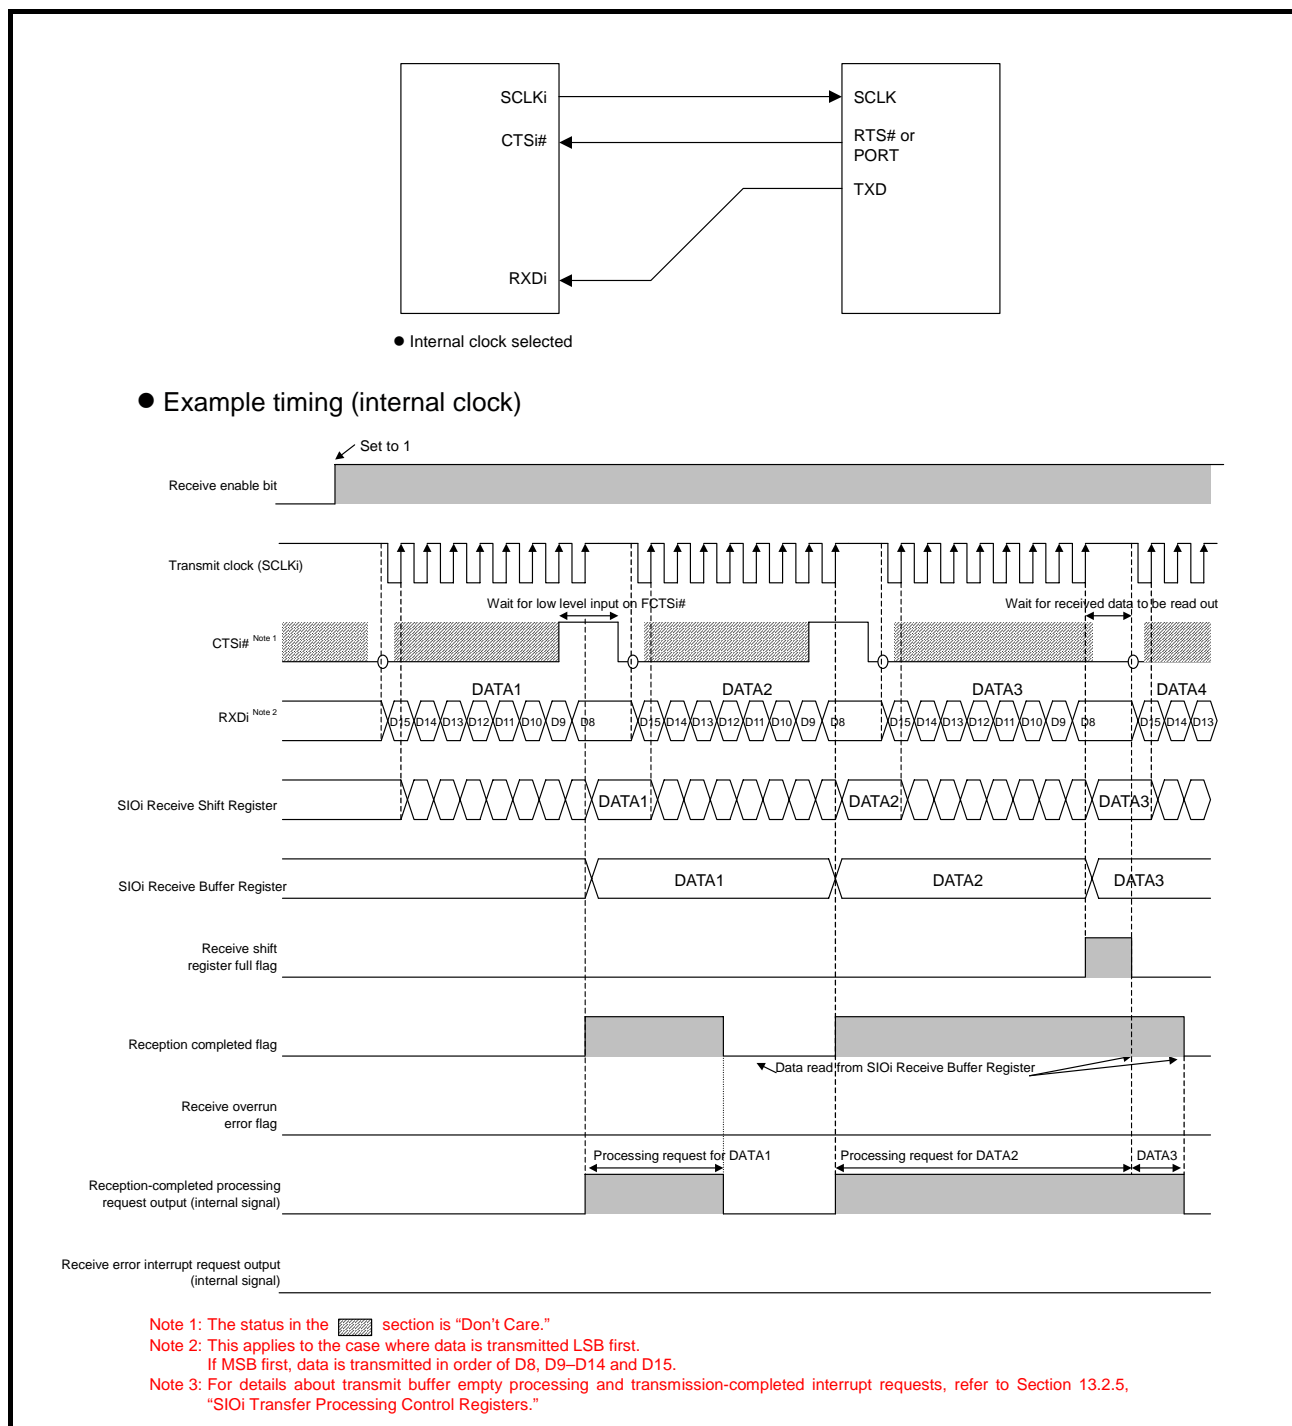 SCLKi
SCLK
CTSi#
RTS# or
PORT
TXD
RXDi
● Internal clock selected
● Example timing (internal clock)
Set to 1
Receive enable bit
Transmit clock (SCLKi)
Wait for low level input on FCTSi#
Wait for received data to be read out
CTSi# Note 1
DATA1 DATA2 DATA3 DATA4
RXDi Note 2
D15 D14 D13 D12 D11 D10 D9 D8 D15 D14 D13 D12 D11 D10 D9 D8 D15 D14 D13 D12 D11 D10 D9 D8 D15 D14 D13
SIOi Receive Shift Register
DATA1 DATA2 DATA3
SIOi Receive Buffer Register
DATA1 DATA2 DATA3
Receive shift
register full flag
Reception completed flag
Data read from SIOi Receive Buffer Register
Receive overrun
error flag
Processing request for DATA1
Processing request for DATA2
DATA3
Reception-completed processing
request output (internal signal)
Receive error interrupt request output
(internal signal)
Note 1: The status in the section is “Don't Care.”
Note 2: This applies to the case where data is transmitted LSB first.
If MSB first, data is transmitted in order of D8, D9–D14 and D15.
Note 3: For details about transmit buffer empty processing and transmission-completed interrupt requests, refer to Section 13.2.5,
“SIOi Transfer Processing Control Registers.”